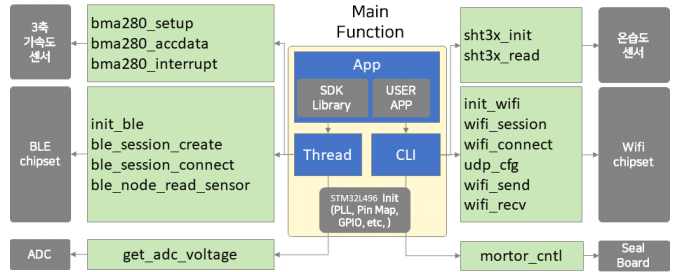 Main
Function
3축
가속도
센서
bma280_setup
bma280_accdata
bma280_interrupt
App
SDK
Library
USER
APP
sht3x_init
sht3x_read
온습도
센서
BLE
chipset
init_ble
ble_session_create
ble_session_connect
ble_node_read_sensor
Thread
CLI
init_wifi
wifi_session
wifi_connect
udp_cfg
wifi_send
wifi_recv
Wifi
chipset
STM32L496 init
(PLL, Pin Map,
GPIO, etc, )
ADC
get_adc_voltage
mortor_cntl
Seal
Board